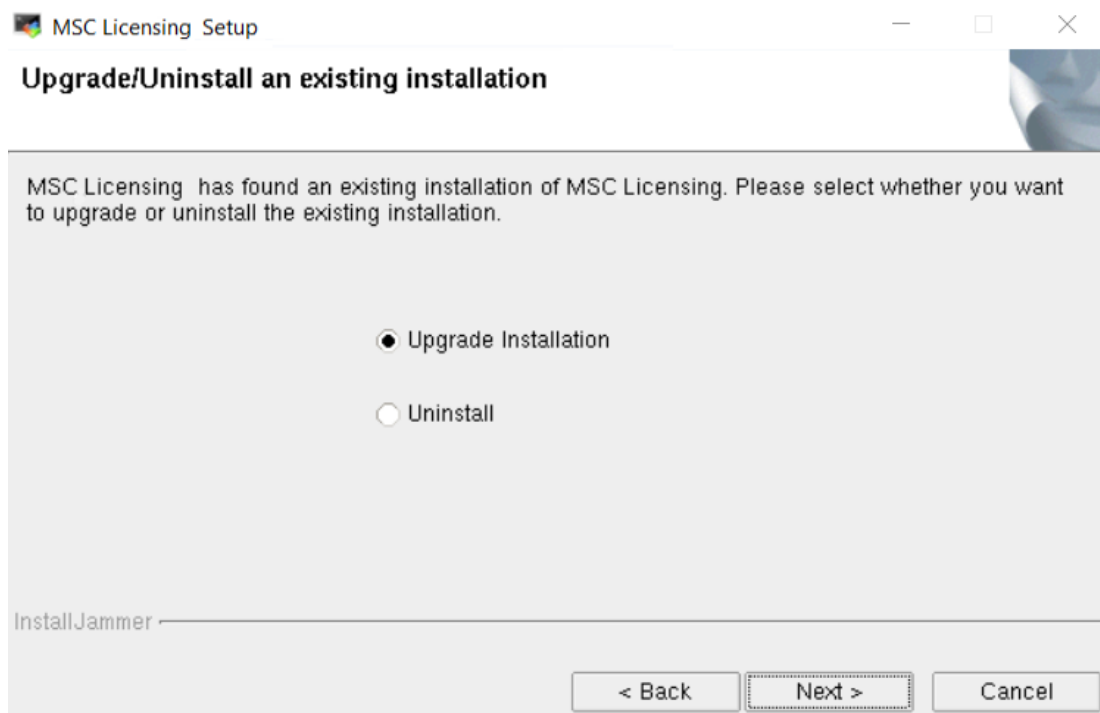 MSC Licensing  Setup
Upgrade/Uninstall an existing installation
MSC Licensing  has found an existing installation of MSC Licensing. Please select whether you want
to upgrade or uninstall the existing installation.
Upgrade Installation
Uninstall
InstallJammer
< Back
Next >
Cancel